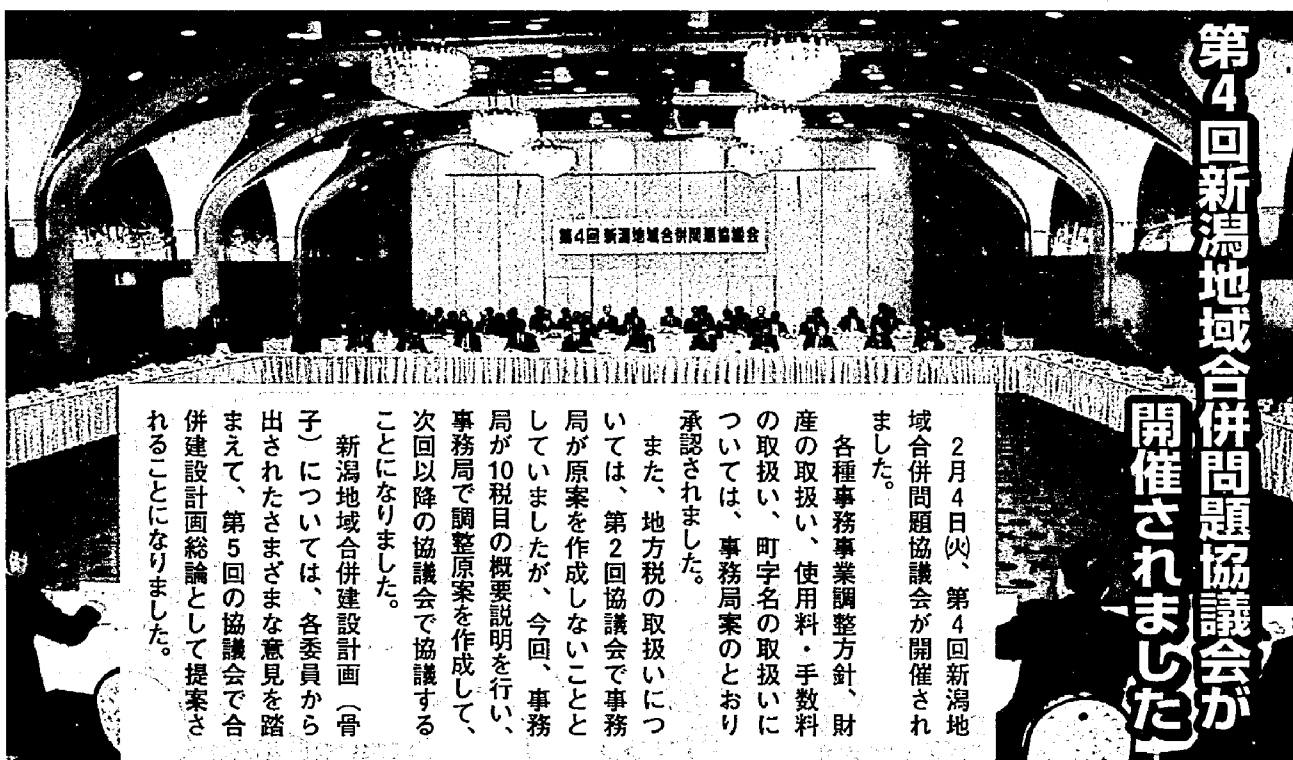 第4回新潟地域合併問題協議会が
開催されました
第4回 新潟地域合併問題協議会
2月4日㈫、第4回新潟地
域合併問題協議会が開催され
ました。
各種事務事業調整方針、財
産の取扱い、使用料・手数料
の取扱い、町字名の取扱いに
ついては、事務局案のとおり
承認されました。
また、地方税の取扱いにつ
いては、第2回協議会で事務
局が原案を作成しないことと
していましたが、今回、事務
局が10税目の概要説明を行い、
事務局で調整原案を作成して、
次回以降の協議会で協議する
ことになりました。
新潟地域合併建設計画（骨
子）については、各委員から
出されたさまざまな意見を踏
まえて、第5回の協議会で合
併建設計画総論として提案さ
れることになりました。